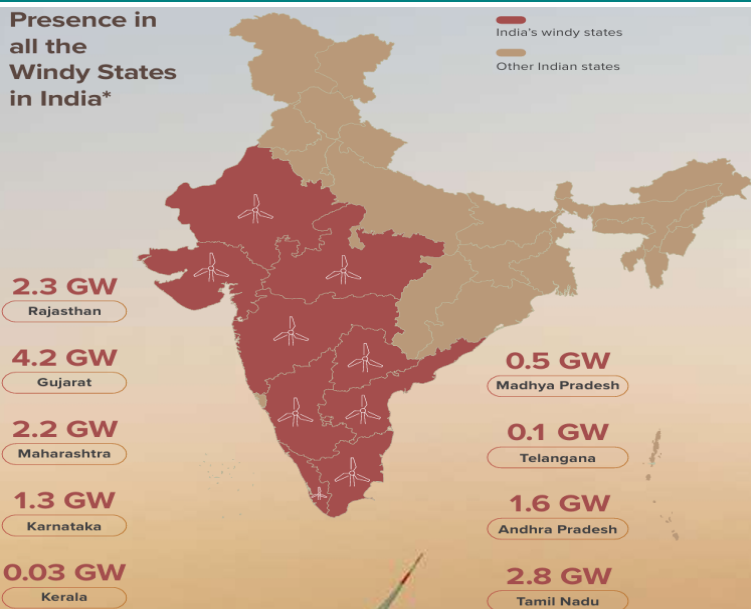 Presence in
all the
Windy States
in India*
India's windy states
Other Indian states
2.3 GW
Rajasthan
4.2 GW
Gujarat
2.2 GW
Maharashtra
1.3 GW
Karnataka
0.03 GW
Kerala
0.5 GW
Madhya Pradesh
0.1 GW
Telangana
1.6 GW
Andhra Pradesh
2.8 GW
Tamil Nadu